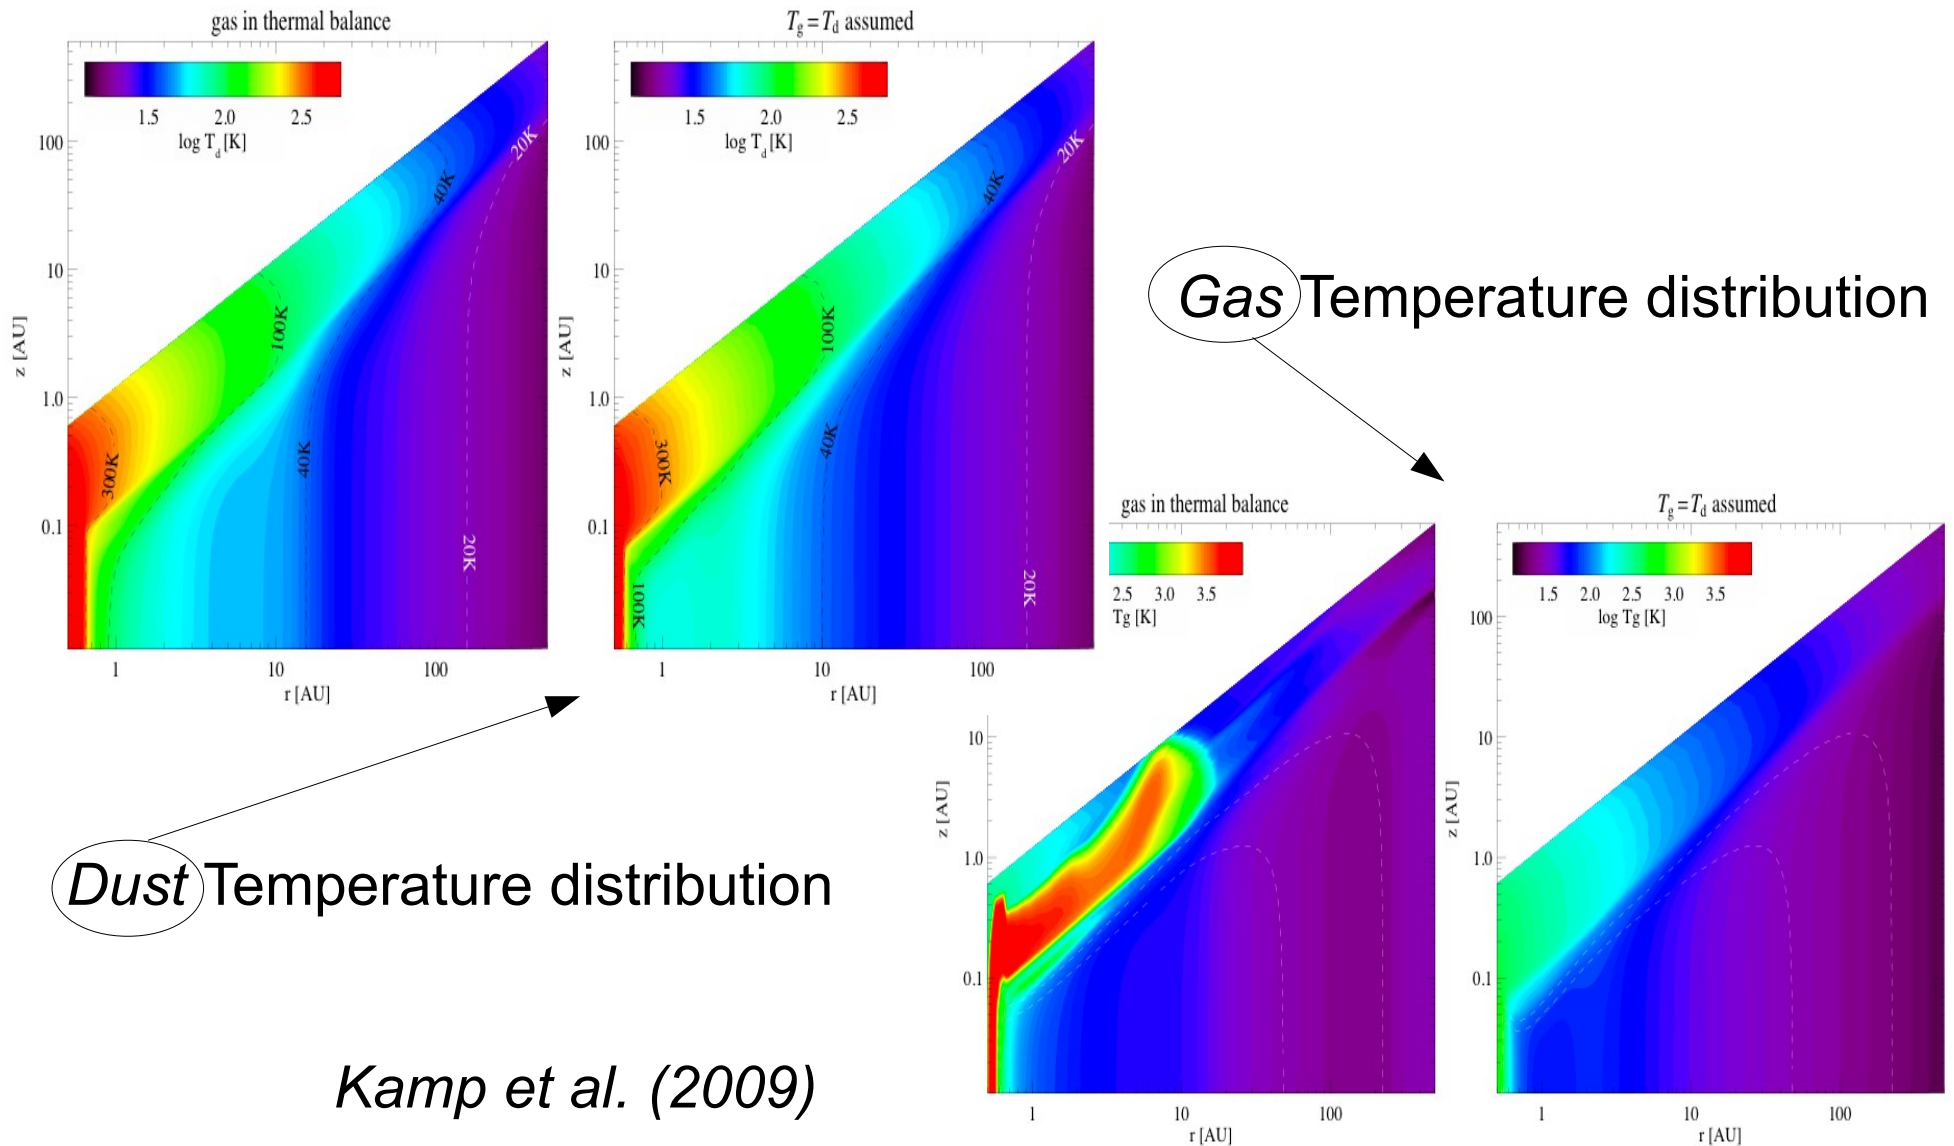 gas in thermal balance
1.5 2.0 2.5
log T_d [K]
100
10
1.0
0.1
z [AU]
300K
100K
40K
40K
20K
20K
1 10 100
r [AU]
T_g = T_d assumed
1.5 2.0 2.5
log T_d [K]
100
10
1.0
0.1
z [AU]
300K
100K
100K
40K
40K
20K
20K
1 10 100
r [AU]
Gas Temperature distribution
Dust Temperature distribution
Kamp et al. (2009)
gas in thermal balance
2.5 3.0 3.5
Tg [K]
10
1.0
0.1
z [AU]
1 10 100
r [AU]
T_g = T_d assumed
1.5 2.0 2.5 3.0 3.5
log Tg [K]
100
10
1.0
0.1
z [AU]
1 10 100
r [AU]